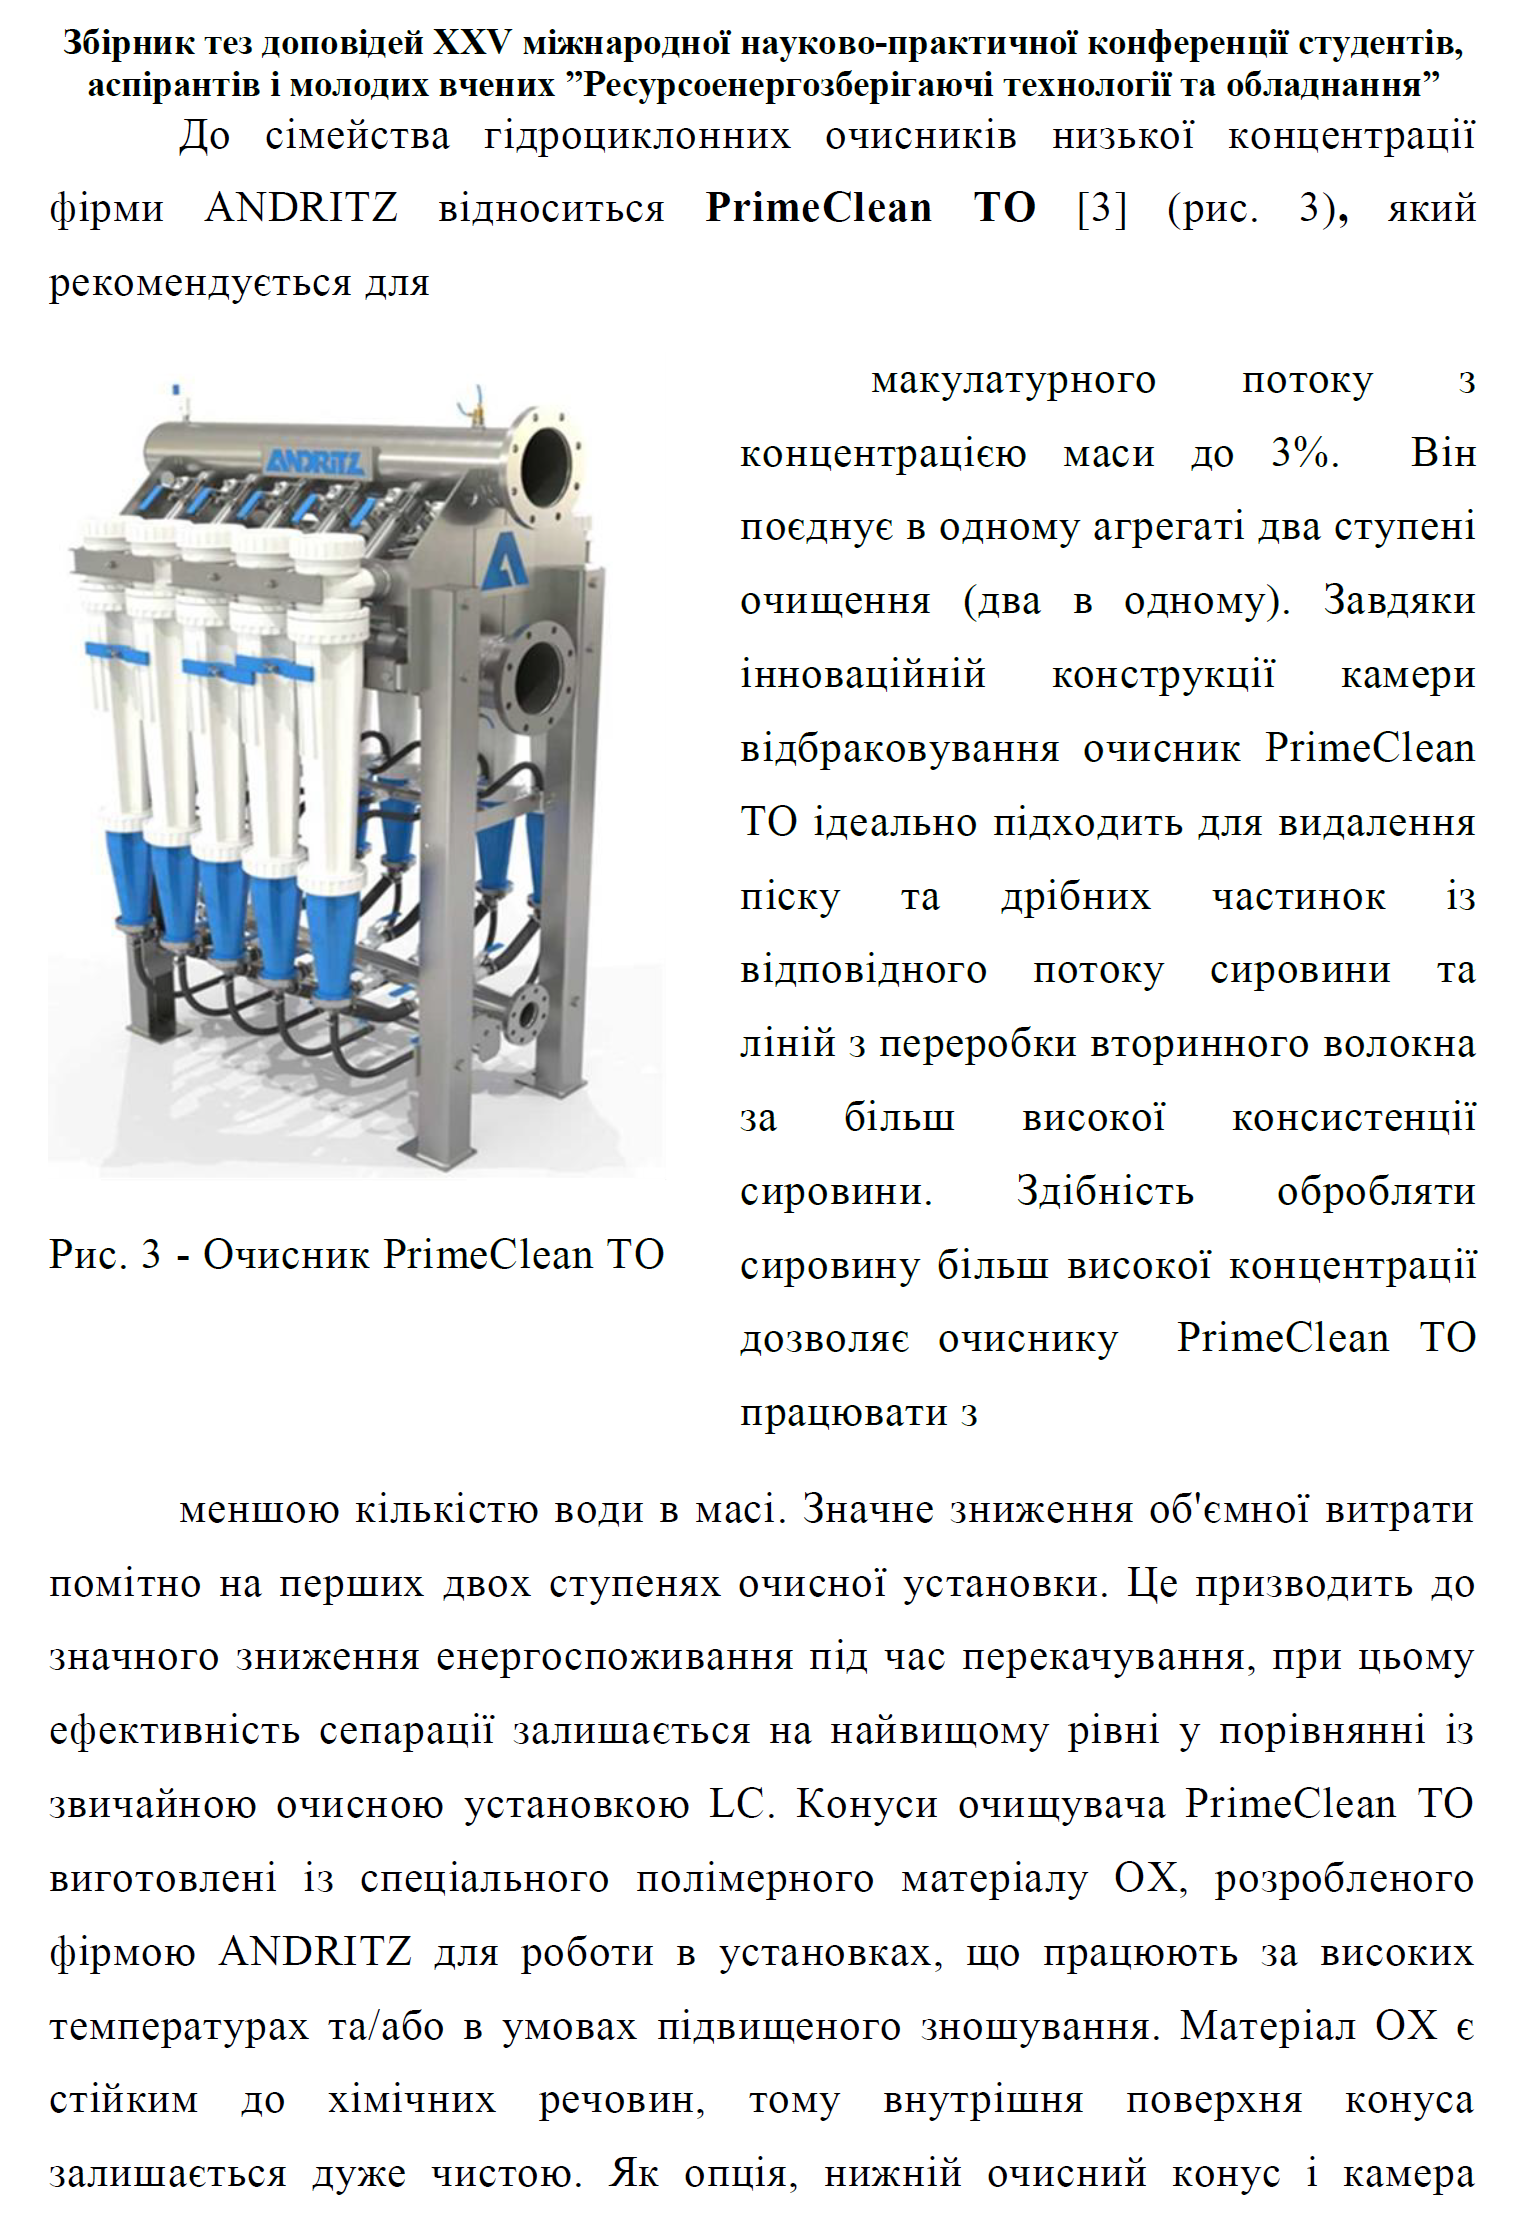 Збірник тез доповідей XXV міжнародної науково-практичної конференції студентів,
аспірантів і молодих вчених ”Ресурсоенергозберігаючі технології та обладнання”
До сімейства гідроциклонних очисників низької концентрації
фірми ANDRITZ відноситься PrimeClean TO [3] (рис. 3), який
рекомендується для
ANDRITZ
макулатурного потоку з
концентрацією маси до 3%. Він
поєднує в одному агрегаті два ступені
очищення (два в одному). Завдяки
інноваційній конструкції камери
відбраковування очисник PrimeClean
TO ідеально підходить для видалення
піску та дрібних частинок із
відповідного потоку сировини та
ліній з переробки вторинного волокна
за більш високої консистенції
сировини. Здібність обробляти
сировину більш високої концентрації
дозволяє очиснику PrimeClean TO
працювати з
Рис. 3 - Очисник PrimeClean TO
меншою кількістю води в масі. Значне зниження об'ємної витрати
помітно на перших двох ступенях очисної установки. Це призводить до
значного зниження енергоспоживання під час перекачування, при цьому
ефективність сепарації залишається на найвищому рівні у порівнянні із
звичайною очисною установкою LC. Конуси очищувача PrimeClean TO
виготовлені із спеціального полімерного матеріалу OX, розробленого
фірмою ANDRITZ для роботи в установках, що працюють за високих
температурах та/або в умовах підвищеного зношування. Матеріал OX є
стійким до хімічних речовин, тому внутрішня поверхня конуса
залишається дуже чистою. Як опція, нижній очисний конус і камера